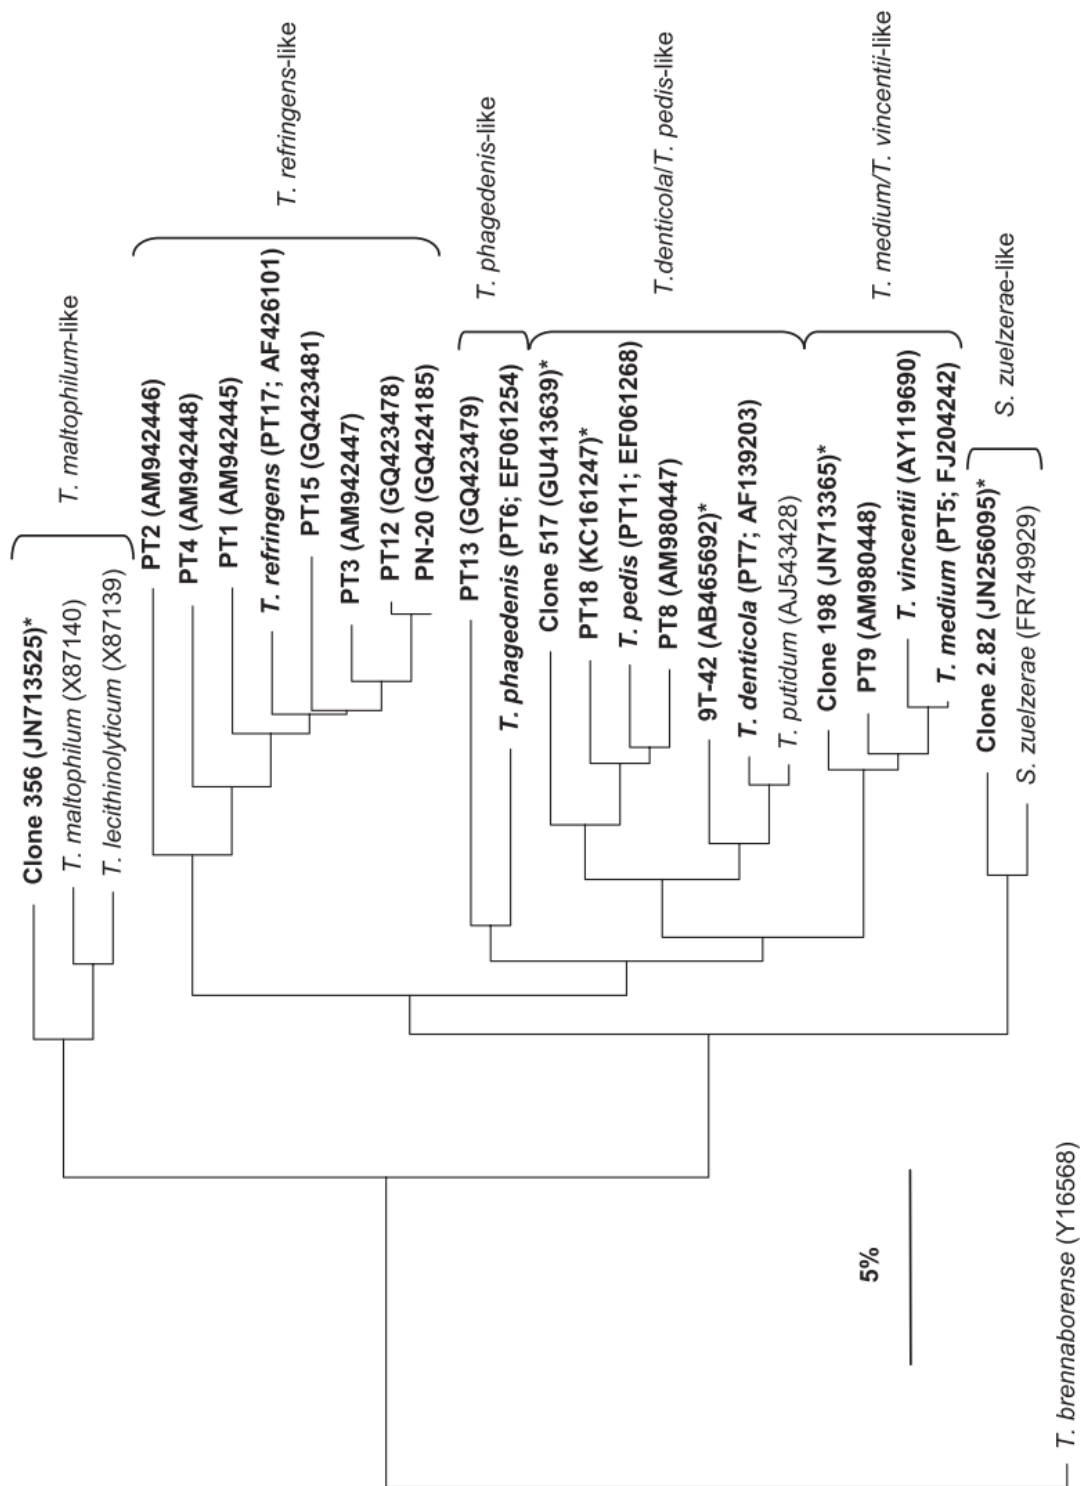 Clone 356 (JN713525)*
T. maltophilum (X87140)
T. lecithinolyticum (X87139)
T. maltophilum-like
PT2 (AM942446)
PT4 (AM942448)
PT1 (AM942445)
T. refringens (PT17; AF426101)
PT15 (GQ423481)
PT3 (AM942447)
PT12 (GQ423478)
PN-20 (GQ424185)
T. refringens-like
PT13 (GQ423479)
T. phagedenis (PT6; EF061254)
T. phagedenis-like
Clone 517 (GU413639)*
PT18 (KC161247)*
T. pedis (PT11; EF061268)
PT8 (AM980447)
9T-42 (AB465692)*
T. denticola (PT7; AF139203)
T. putidum (AJ543428)
T.denticola/T. pedis-like
Clone 198 (JN713365)*
PT9 (AM980448)
T. vincentii (AY119690)
T. medium (PT5; FJ204242)
T. medium/T. vincentii-like
Clone 2.82 (JN256095)*
S. zuelzerae (FR749929)
S. zuelzerae-like
T. brennaborense (Y16568)
5%